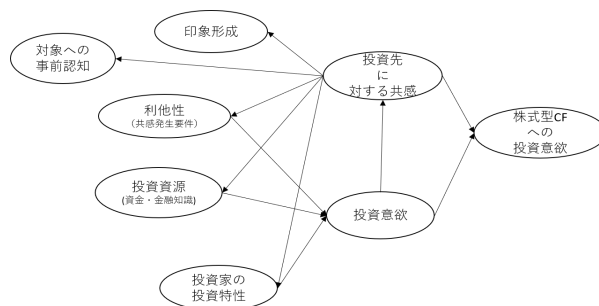 印象形成
対象への
事前認知
投資先
に
対する共感
利他性
(共感発生要件)
株式型CF
への
投資意欲
投資資源
(資金・金融知識)
投資意欲
投資家の
投資特性